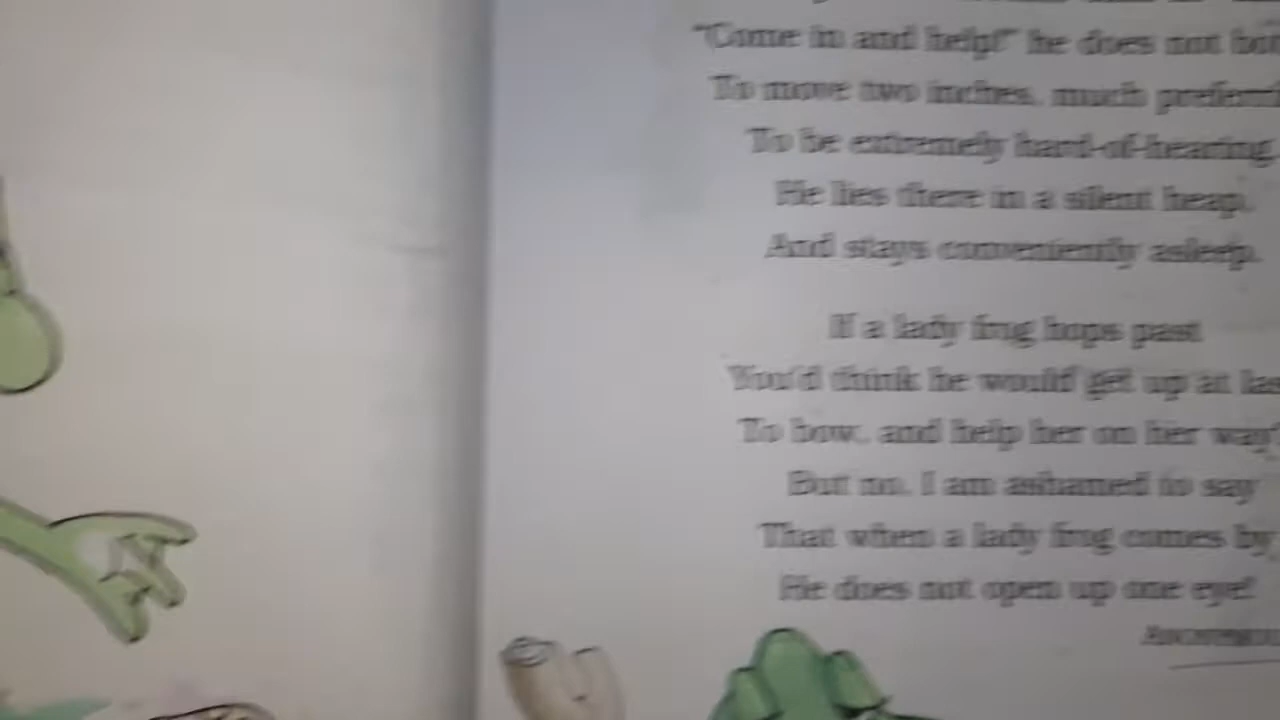 "Come in and help!" he does not
To move two inches, much
To be extremely hard-of-hearing.
He lies there in a silent heap,
And stays conveniently asleep.
If a lady frog hops past
You'd think he would get up at
To bow, and help her on her way
But no, I am ashamed to say
That when a lady frog comes by
He does not open up one eye!